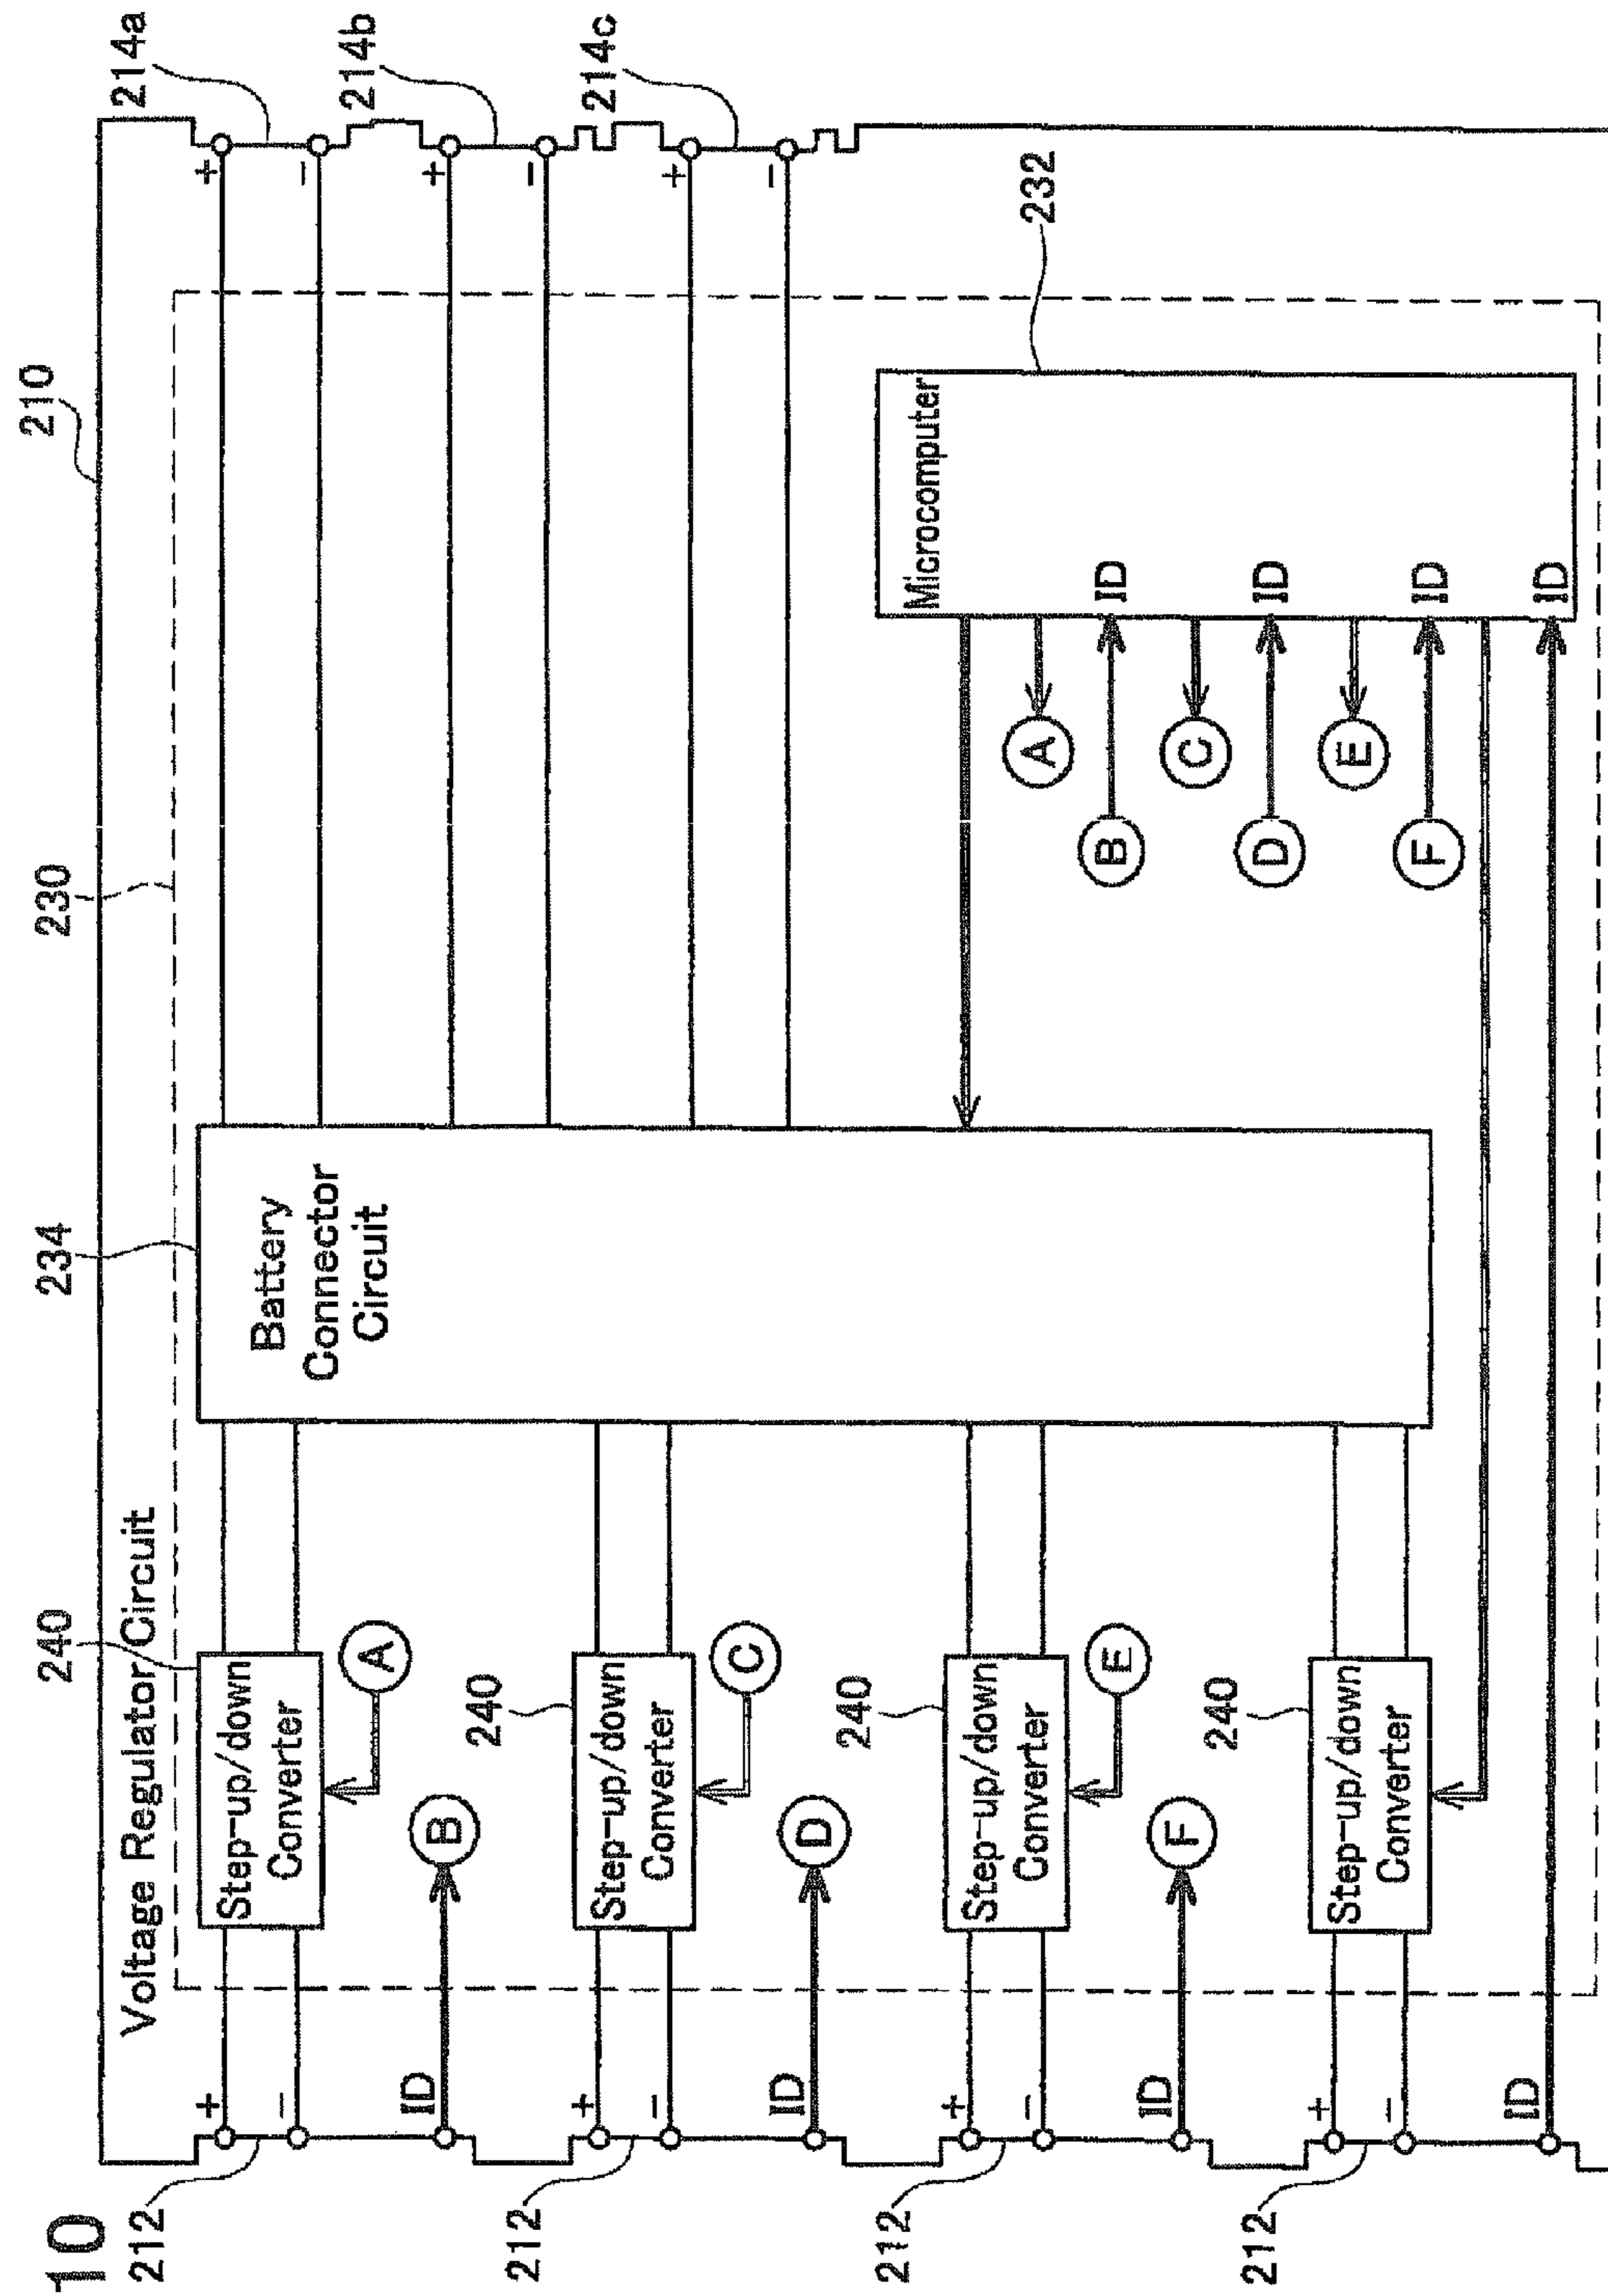 10
Voltage Regulator Circuit
210
230
234
240
212
+
−
ID
Step-up/down
Converter
A
B
212
+
−
ID
240
Step-up/down
Converter
C
D
212
+
−
ID
240
Step-up/down
Converter
E
F
212
+
−
ID
240
Step-up/down
Converter
Battery
Connector
Circuit
+
−
214a
+
−
214b
+
−
214c
232
Microcomputer
A
B
ID
C
D
ID
E
F
ID
ID